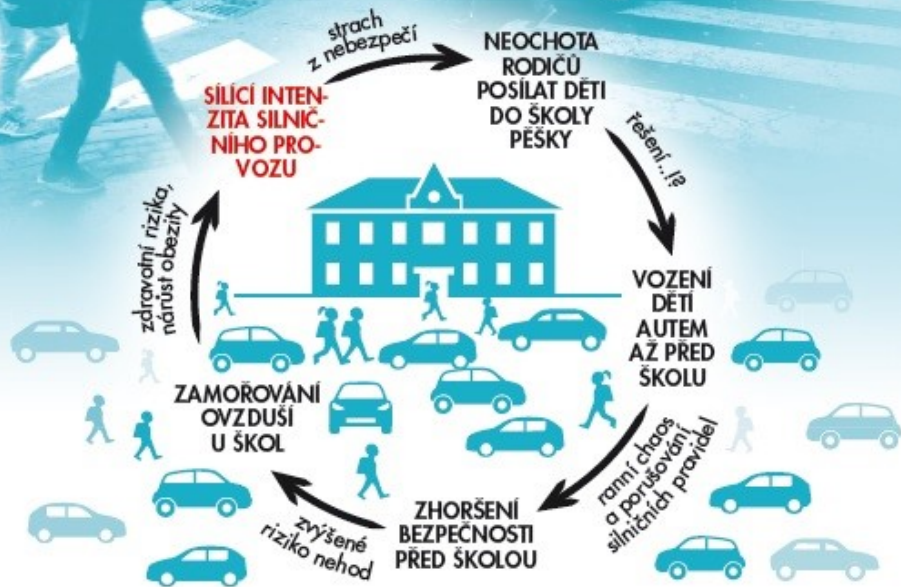 SÍLÍCÍ INTEN-
ZITA SILNIČ-
NÍHO PRO-
VOZU
strach
z nebezpečí
NEOCHOTA
RODIČŮ
POSÍLAT DĚTI
DO ŠKOLY
PĚŠKY
řešení..!?
VOZENÍ
DĚTÍ
AUTEM
AŽ PŘED
ŠKOLU
ranní chaos
a porušování
silničních pravidel
ZHORŠENÍ
BEZPEČNOSTI
PŘED ŠKOLOU
zvýšené
riziko nehod
ZAMOŘOVÁNÍ
OVZDUŠÍ
U ŠKOL
zdravotní rizika,
nárůst obezity